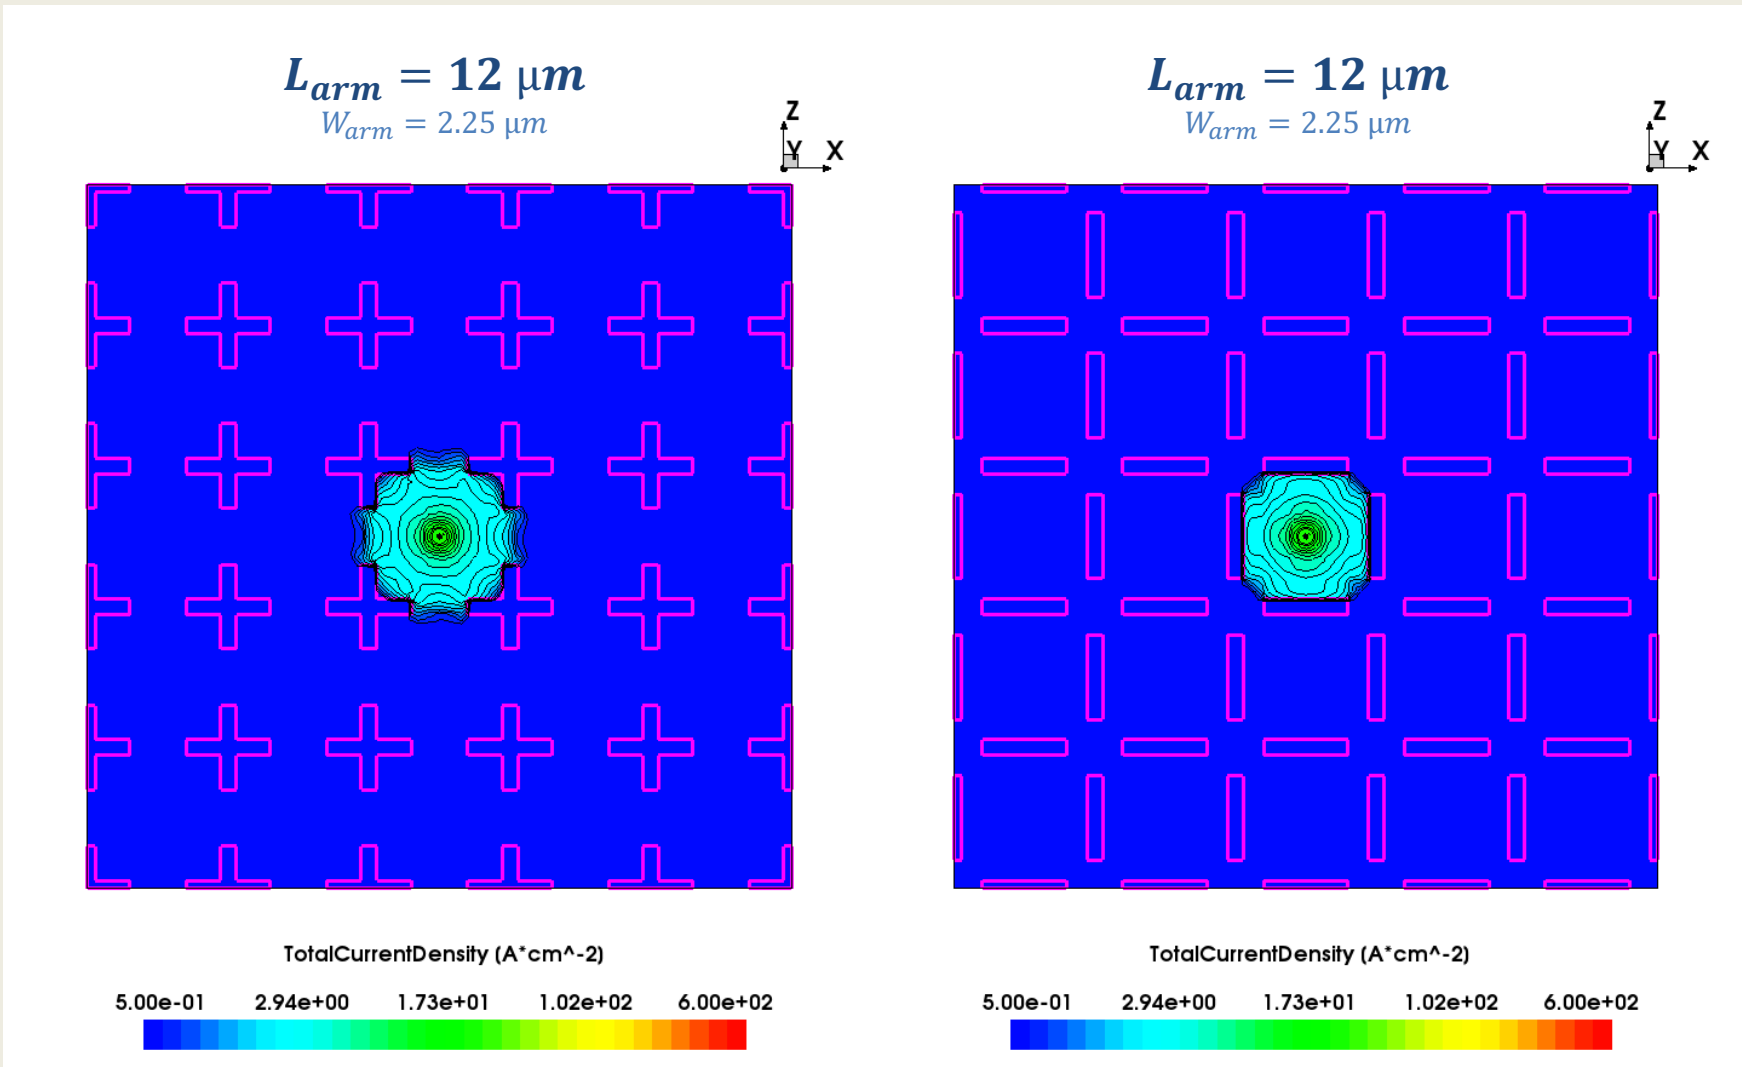 L_arm = 12 μm
W_arm = 2.25 μm
Z
Y X
TotalCurrentDensity (A*cm^-2)
5.00e-01 2.94e+00 1.73e+01 1.02e+02 6.00e+02
L_arm = 12 μm
W_arm = 2.25 μm
Z
Y X
TotalCurrentDensity (A*cm^-2)
5.00e-01 2.94e+00 1.73e+01 1.02e+02 6.00e+02